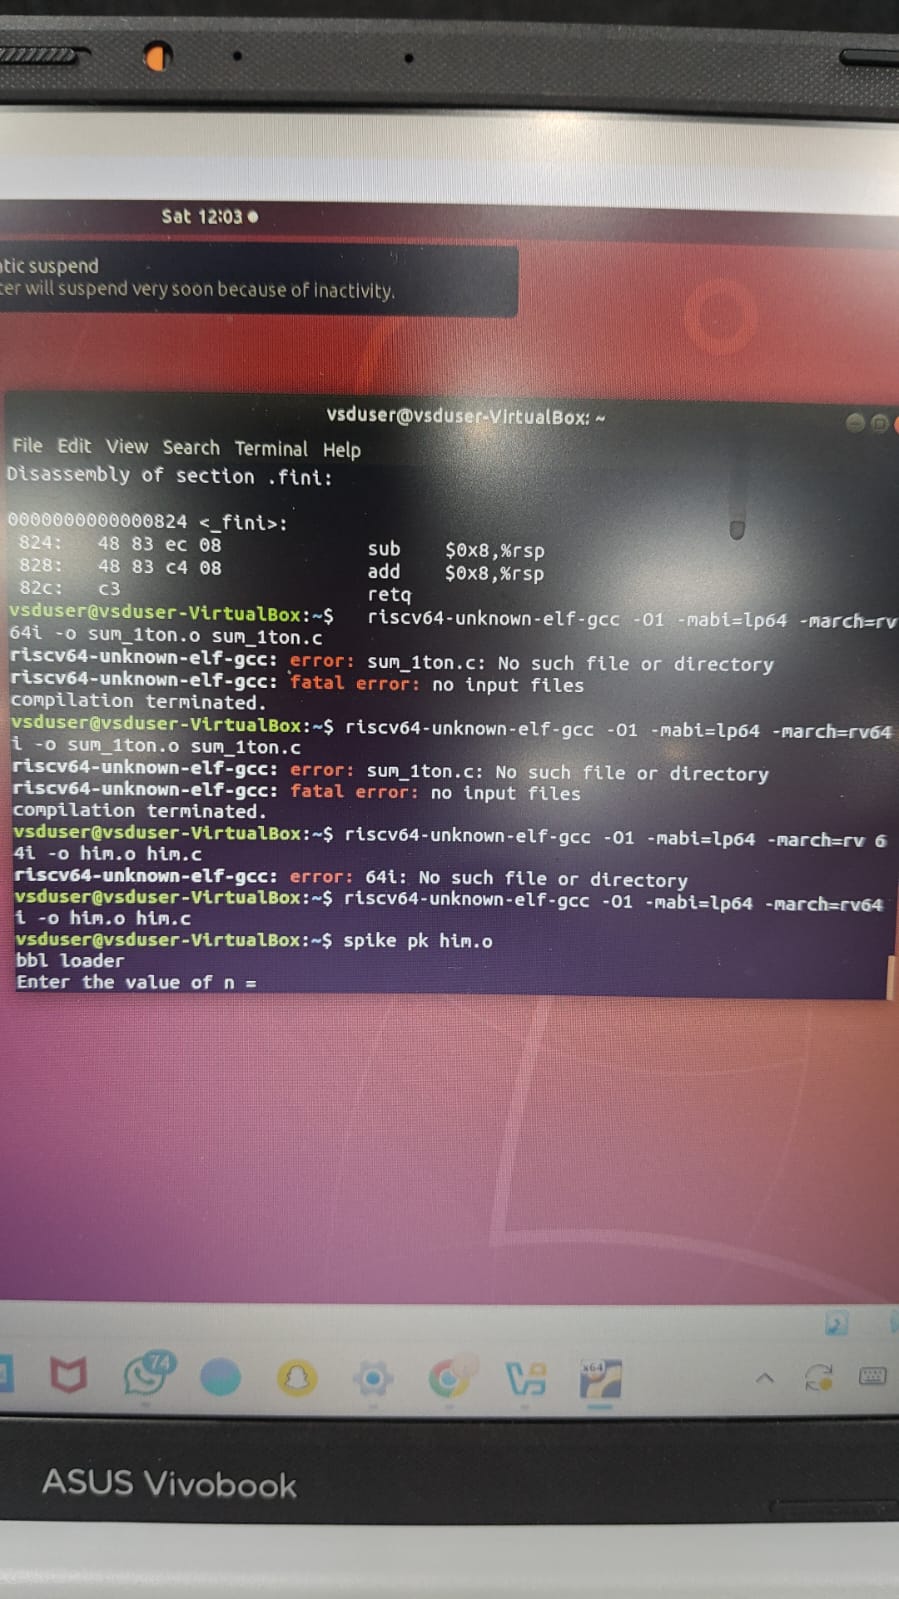 Sat 12:03
tic suspend
ter will suspend very soon because of inactivity.
vsduser@vsduser-VirtualBox: ~
File Edit View Search Terminal Help
Disassembly of section .fini:
0000000000000824 <_fini>:
824: 48 83 ec 08 sub $0x8,%rsp
828: 48 83 c4 08 add $0x8,%rsp
82c: c3 retq
vsduser@vsduser-VirtualBox:~$ riscv64-unknown-elf-gcc -O1 -mabi=lp64 -march=rv
64i -o sum_1ton.o sum_1ton.c
riscv64-unknown-elf-gcc: error: sum_1ton.c: No such file or directory
riscv64-unknown-elf-gcc: fatal error: no input files
compilation terminated.
vsduser@vsduser-VirtualBox:~$ riscv64-unknown-elf-gcc -O1 -mabi=lp64 -march=rv64
i -o sum_1ton.o sum_1ton.c
riscv64-unknown-elf-gcc: error: sum_1ton.c: No such file or directory
riscv64-unknown-elf-gcc: fatal error: no input files
compilation terminated.
vsduser@vsduser-VirtualBox:~$ riscv64-unknown-elf-gcc -O1 -mabi=lp64 -march=rv 6
4i -o him.o him.c
riscv64-unknown-elf-gcc: error: 64i: No such file or directory
vsduser@vsduser-VirtualBox:~$ riscv64-unknown-elf-gcc -O1 -mabi=lp64 -march=rv64
i -o him.o him.c
vsduser@vsduser-VirtualBox:~$ spike pk him.o
bbl loader
Enter the value of n =
74
x64
ASUS Vivobook